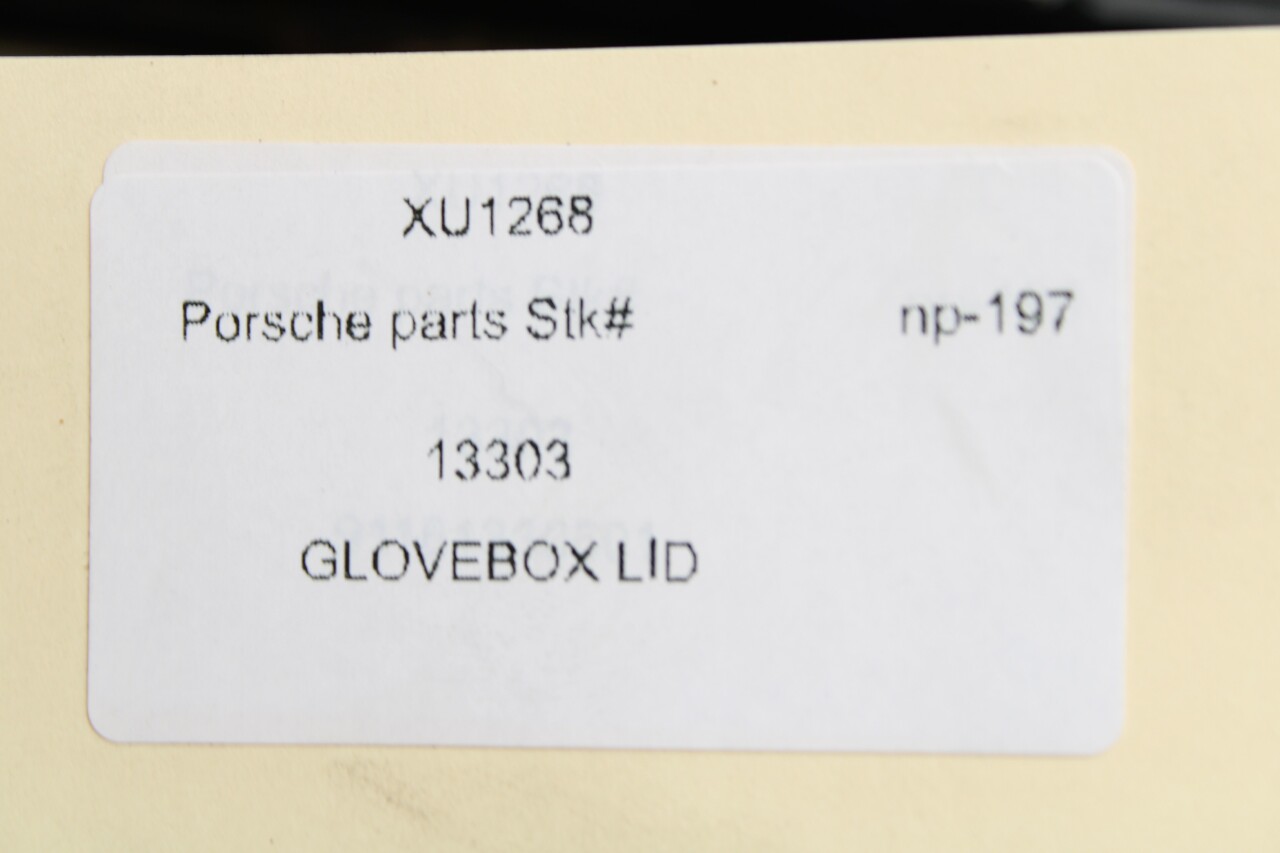 XU1268
Porsche parts Stk# np-197
13303
GLOVEBOX LID